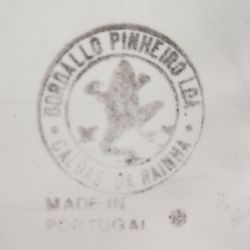 BORDALLO PINHEIRO LDA.
CALDAS DA RAINHA
MADE IN
PORTUGAL